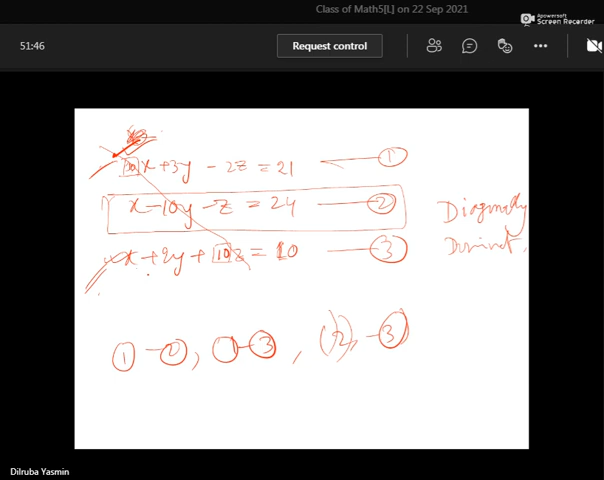 Class of Math5[L] on 22 Sep 2021
Apowersoft
Screen Recorder
51:46
Request control
10x + 3y - 2z = 21 — ①
x - 10y - z = 24 — ②
Diagonally
Dominat.
x + 2y + 10z = 10 — ③
① - ②, ① - ③, (2), - ③
Dilruba Yasmin